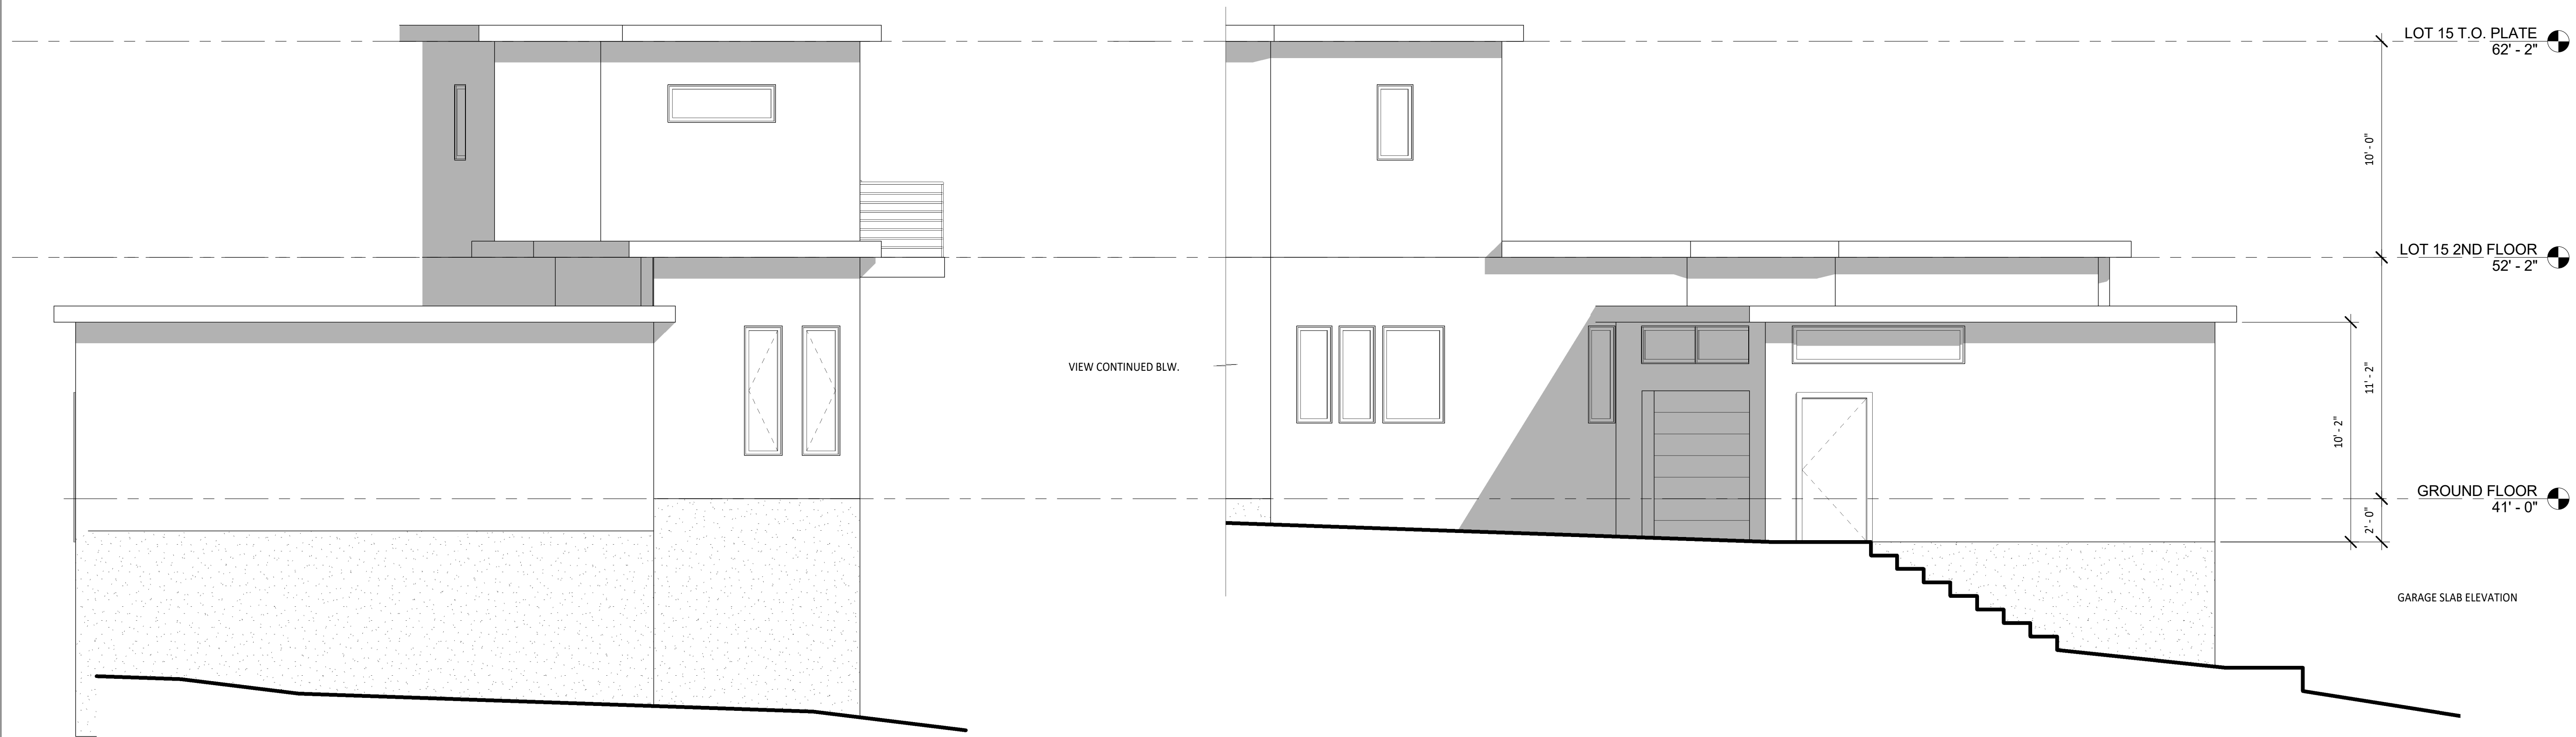 LOT 15 T.O. PLATE
62' - 2"
10' - 0"
LOT 15 2ND FLOOR
52' - 2"
VIEW CONTINUED BLW.
11' - 2"
10' - 2"
GROUND FLOOR
41' - 0"
2' - 0"
GARAGE SLAB ELEVATION